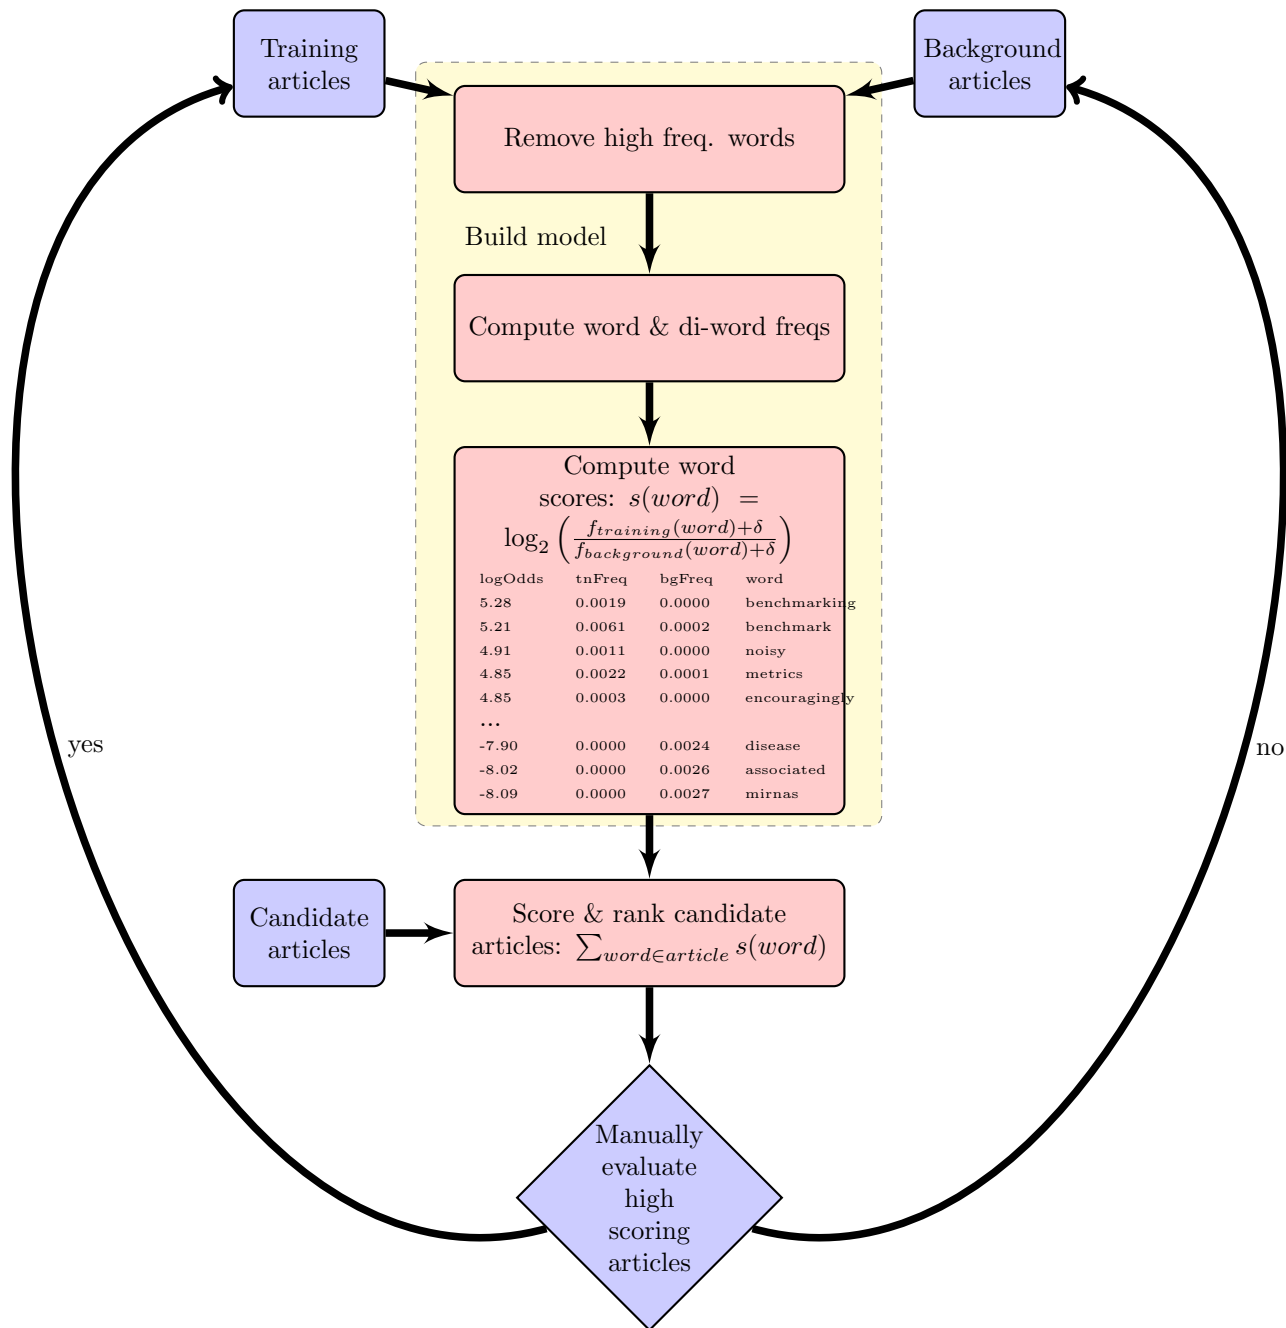 Training
articles
Background
articles
Remove high freq. words
Build model
Compute word & di-word freqs
Compute word
scores: s(word) =
log₂ (f_training(word)+δ / f_background(word)+δ)
logOdds tnFreq bgFreq word
5.28 0.0019 0.0000 benchmarking
5.21 0.0061 0.0002 benchmark
4.91 0.0011 0.0000 noisy
4.85 0.0022 0.0001 metrics
4.85 0.0003 0.0000 encouragingly
...
-7.90 0.0000 0.0024 disease
-8.02 0.0000 0.0026 associated
-8.09 0.0000 0.0027 mirnas
yes
no
Candidate
articles
Score & rank candidate
articles: ∑_word∈article s(word)
Manually
evaluate
high
scoring
articles